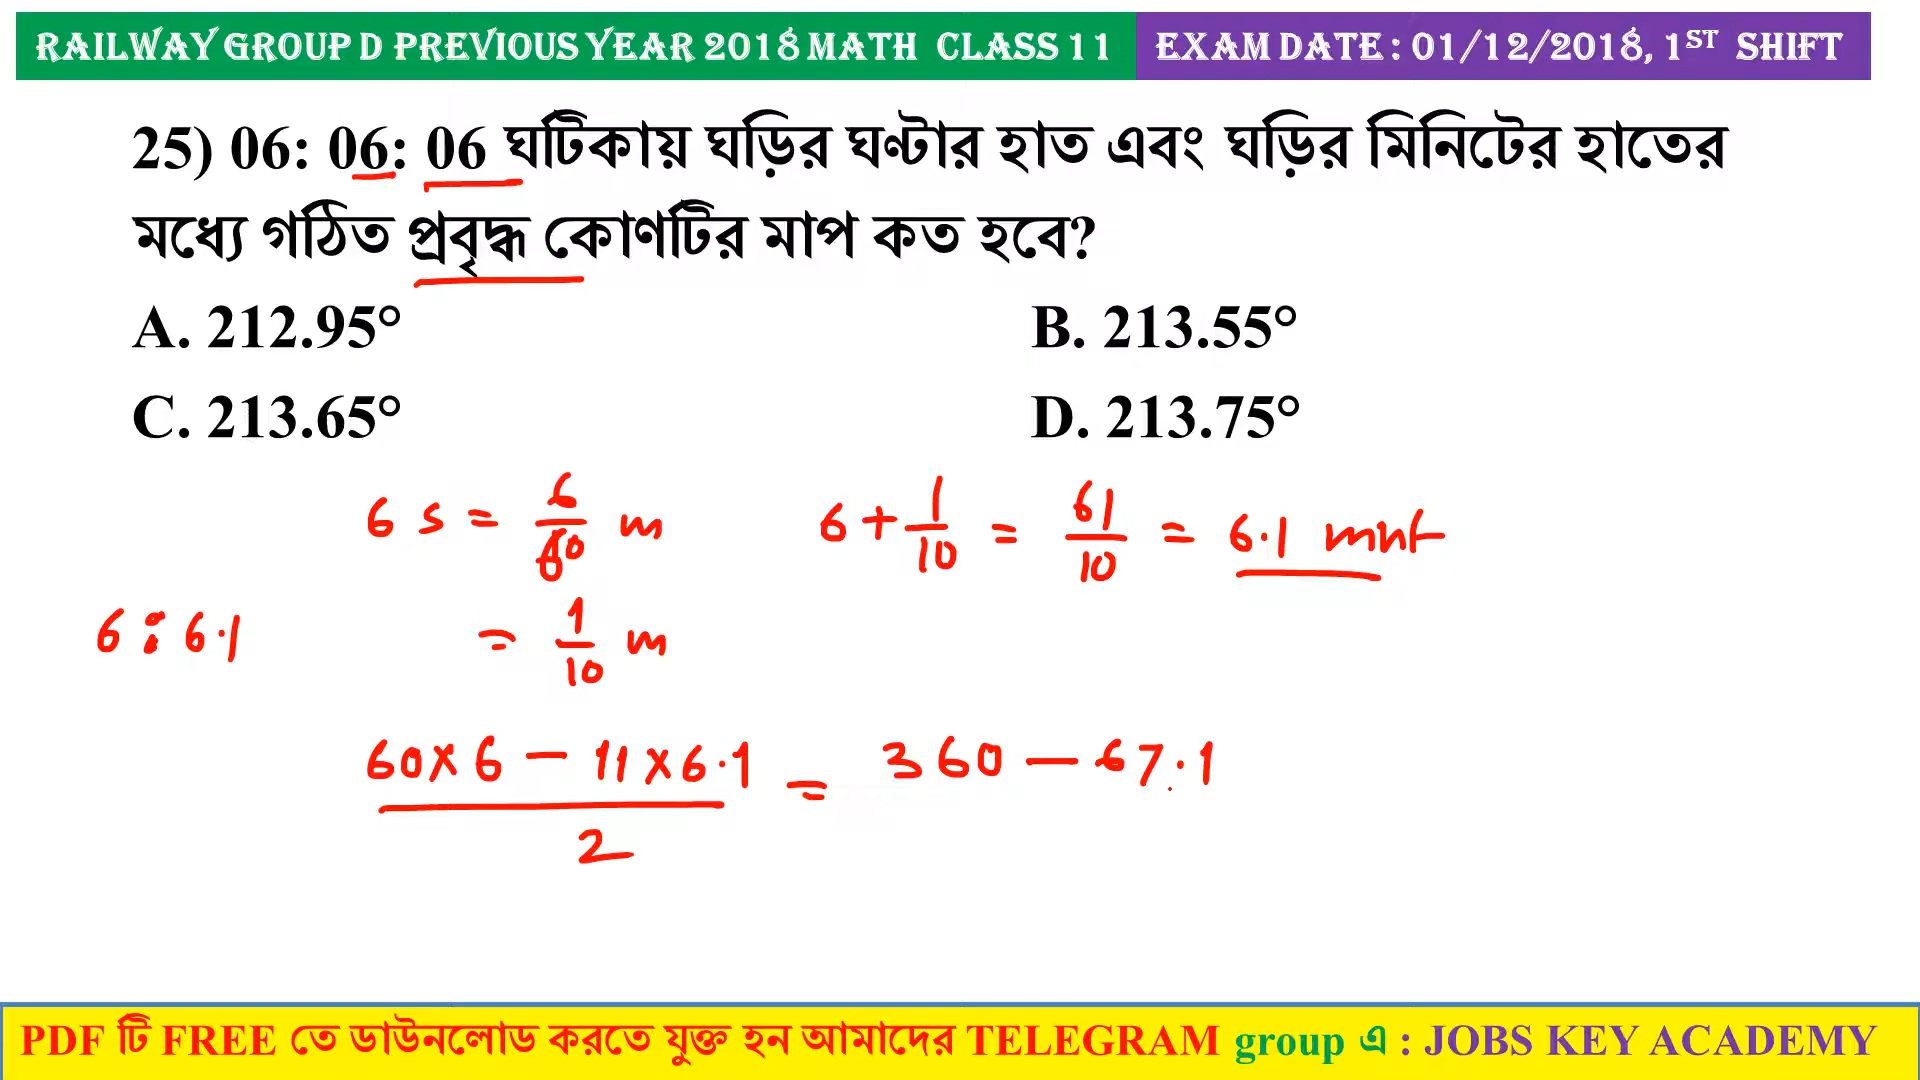 RAILWAY GROUP D PREVIOUS YEAR 2018 MATH CLASS 11 EXAM DATE : 01/12/2018, 1ST SHIFT
25) 06: 06: 06 ঘটিকায় ঘড়ির ঘণ্টার হাত এবং ঘড়ির মিনিটের হাতের
মধ্যে গঠিত প্রবৃদ্ধ কোণটির মাপ কত হবে?
A. 212.95° B. 213.55°
C. 213.65° D. 213.75°
6 s = 6/60 m 6 + 1/10 = 61/10 = 6.1 mnt
6 : 6.1 = 1/10 m
60×6 − 11×6.1 / 2 = 360 − 67.1
PDF টি FREE তে ডাউনলোড করতে যুক্ত হন আমাদের TELEGRAM group এ : JOBS KEY ACADEMY